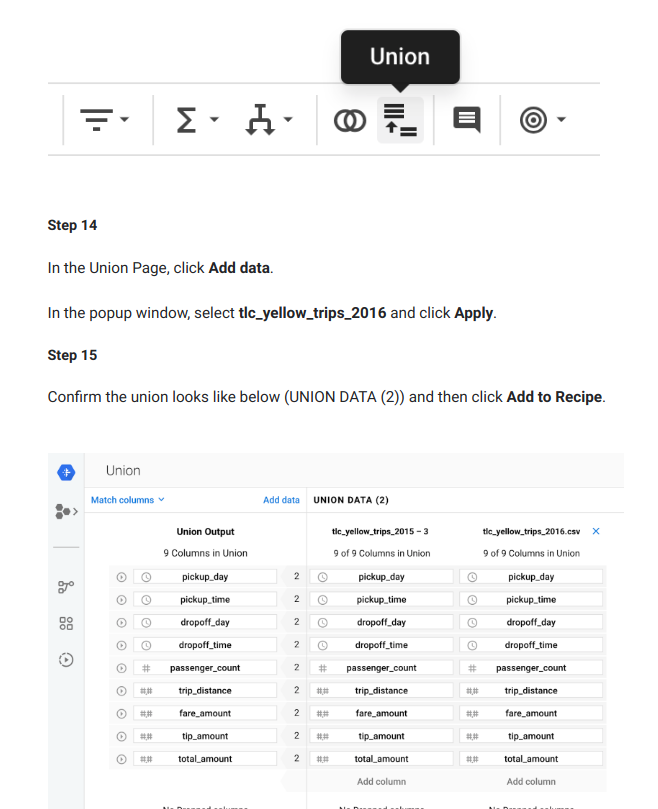 Union
Step 14
In the Union Page, click Add data.
In the popup window, select tlc_yellow_trips_2016 and click Apply.
Step 15
Confirm the union looks like below (UNION DATA (2)) and then click Add to Recipe.
Union
Match columns Add data UNION DATA (2)
Union Output tlc_yellow_trips_2015 – 3 tlc_yellow_trips_2016.csv
9 Columns in Union 9 of 9 Columns in Union 9 of 9 Columns in Union
pickup_day 2 pickup_day pickup_day
pickup_time 2 pickup_time pickup_time
dropoff_day 2 dropoff_day dropoff_day
dropoff_time 2 dropoff_time dropoff_time
# passenger_count 2 # passenger_count # passenger_count
#.# trip_distance 2 #.# trip_distance #.# trip_distance
#.# fare_amount 2 #.# fare_amount #.# fare_amount
#.# tip_amount 2 #.# tip_amount #.# tip_amount
#.# total_amount 2 #.# total_amount #.# total_amount
Add column Add column